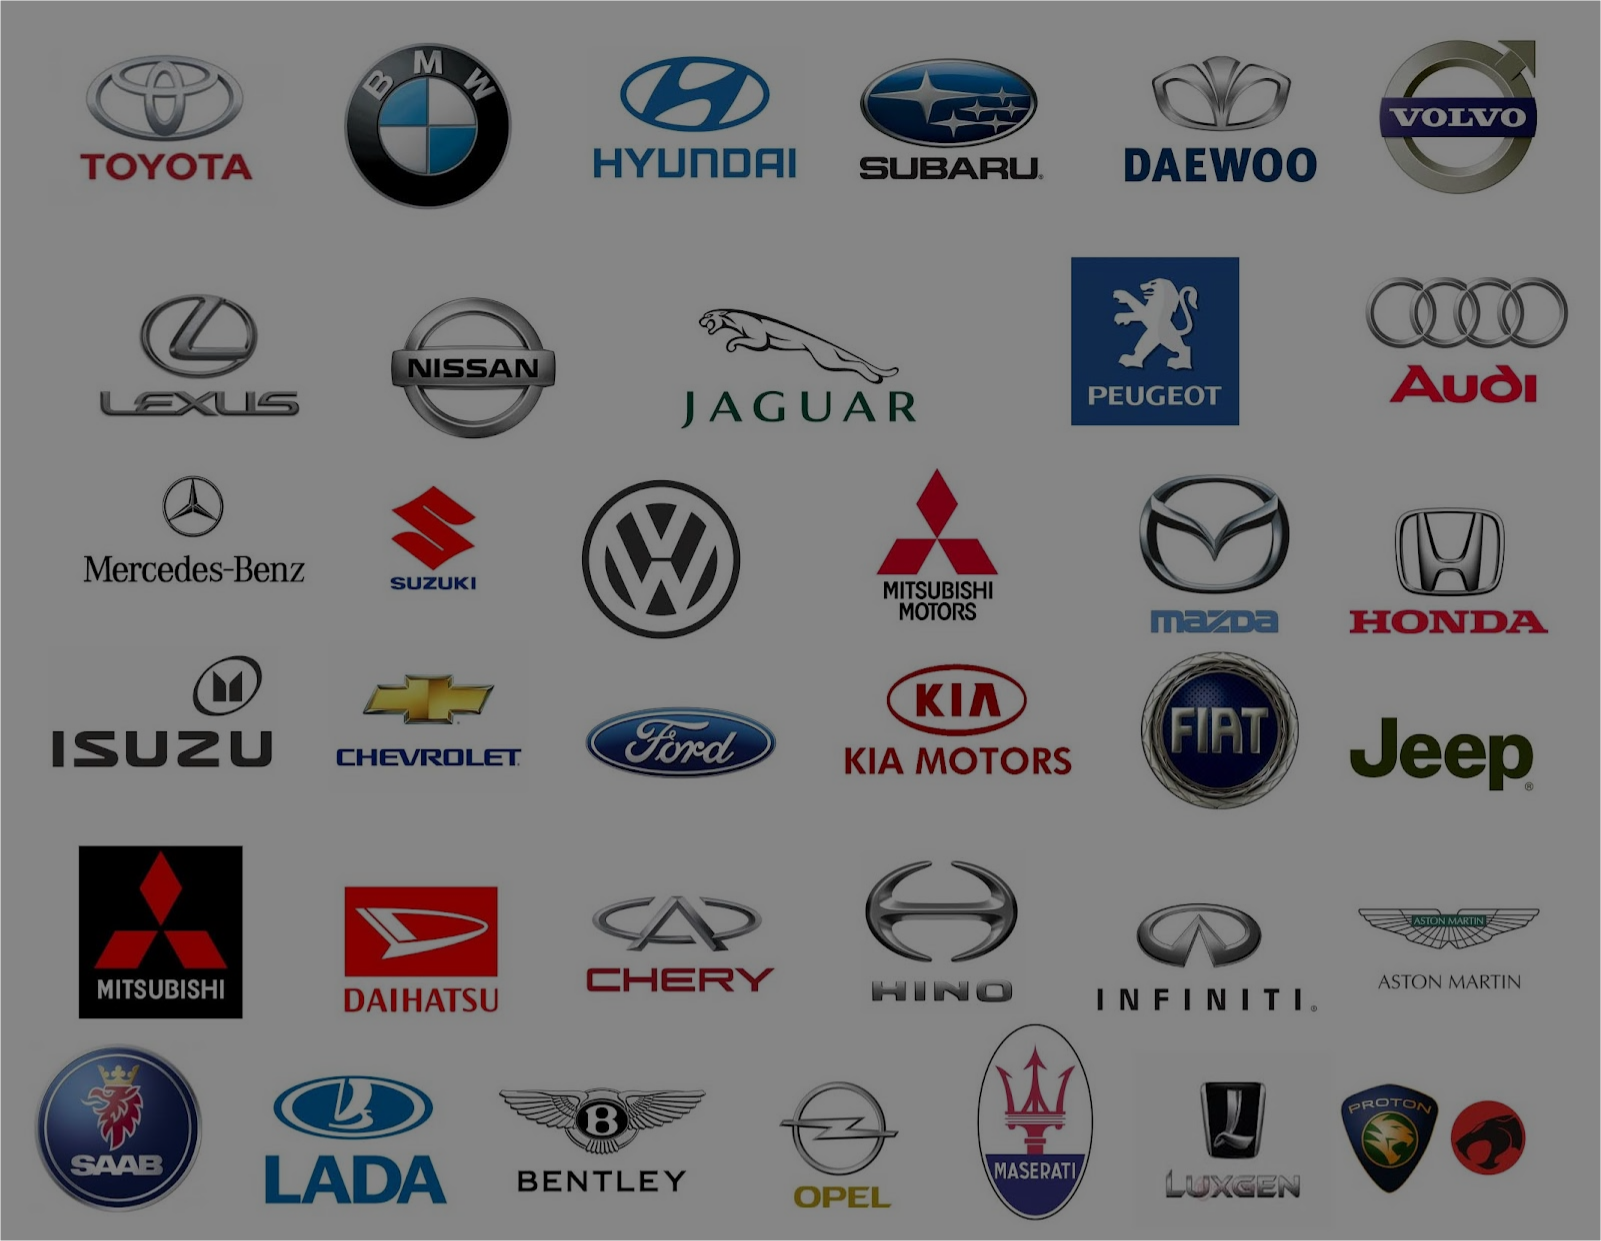 TOYOTA
BMW
HYUNDAI
SUBARU®
DAEWOO
VOLVO
LEXUS
NISSAN
JAGUAR
PEUGEOT
Audi
Mercedes-Benz
SUZUKI
VW
MITSUBISHI
MOTORS
mazda
HONDA
ISUZU
CHEVROLET
Ford
KIA
KIA MOTORS
FIAT
Jeep®
MITSUBISHI
DAIHATSU
CHERY
HINO
INFINITI®
ASTON MARTIN
ASTON MARTIN
SAAB
LADA
B
BENTLEY
OPEL
MASERATI
LUXGEN
PROTON